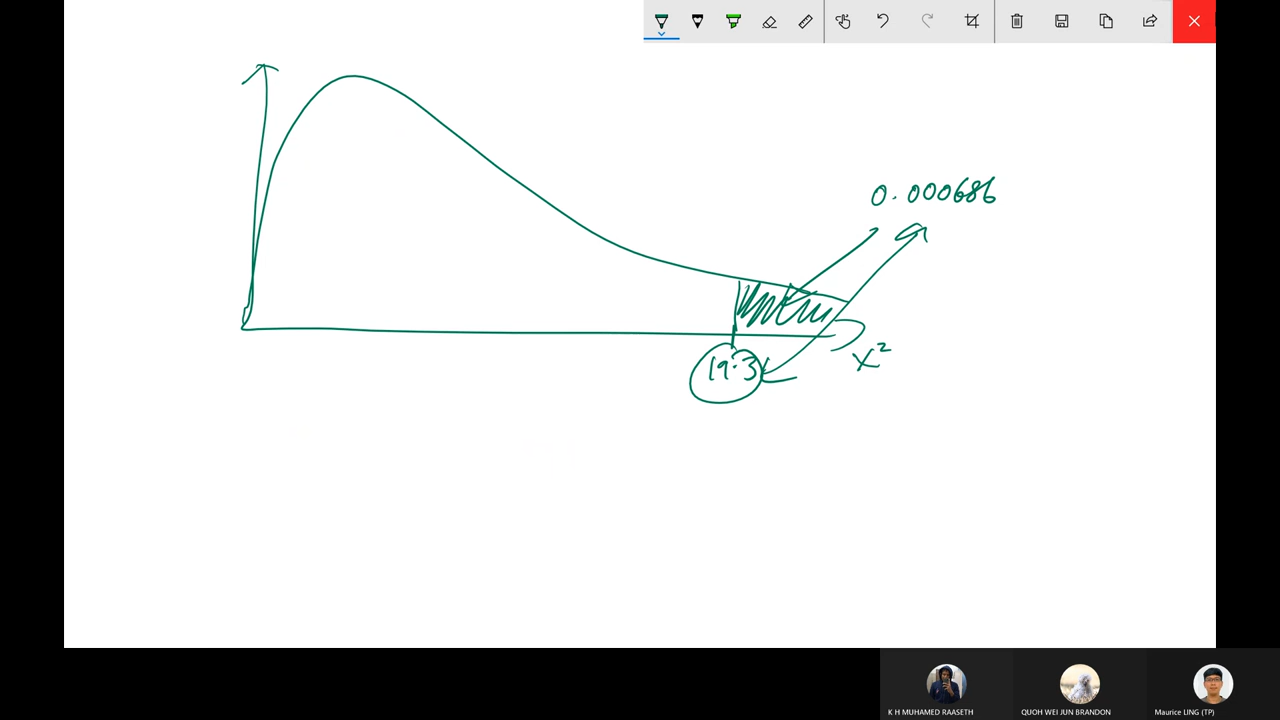 0.000686
19.3
x²
K H MUHAMED RAASETH
QUOH WEI JUN BRANDON
Maurice LING (TP)